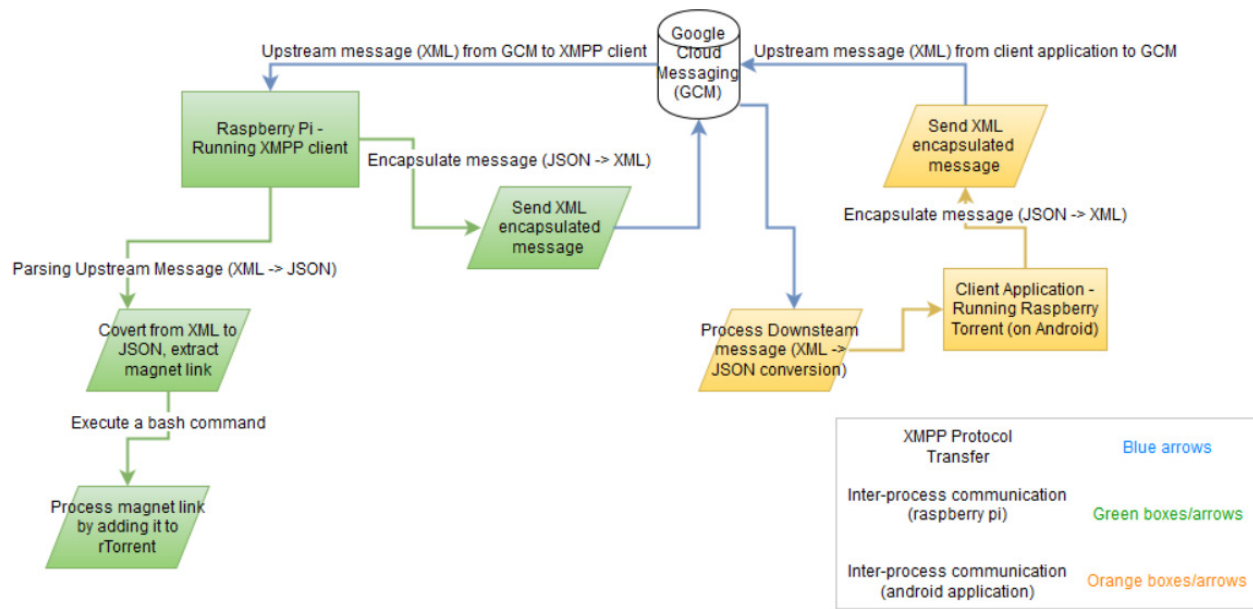 Google
Cloud
Messaging
(GCM)
Upstream message (XML) from GCM to XMPP client
Upstream message (XML) from client application to GCM
Raspberry Pi -
Running XMPP client
Encapsulate message (JSON -> XML)
Send XML
encapsulated
message
Send XML
encapsulated
message
Encapsulate message (JSON -> XML)
Parsing Upstream Message (XML -> JSON)
Covert from XML to
JSON, extract
magnet link
Process Downsteam
message (XML ->
JSON conversion)
Client Application -
Running Raspberry
Torrent (on Android)
Execute a bash command
Process magnet link
by adding it to
rTorrent
XMPP Protocol
Transfer
Blue arrows
Inter-process communication
(raspberry pi)
Green boxes/arrows
Inter-process communication
(android application)
Orange boxes/arrows